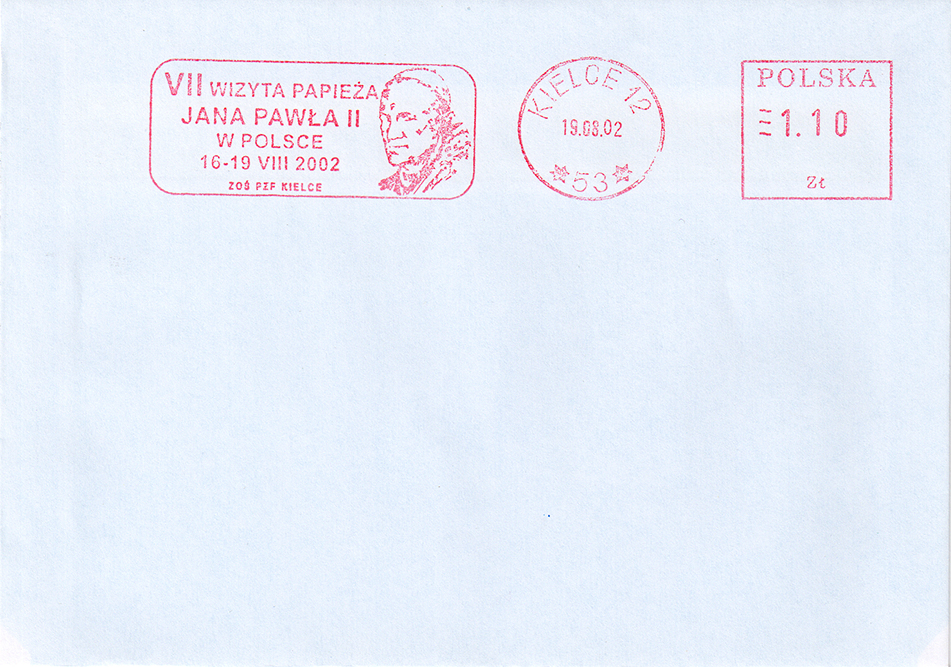 VII WIZYTA PAPIEŻA
JANA PAWŁA II
W POLSCE
16-19 VIII 2002
ZOŚ PZF KIELCE
KIELCE 12
19.08.02
53
POLSKA
1.10
Zł